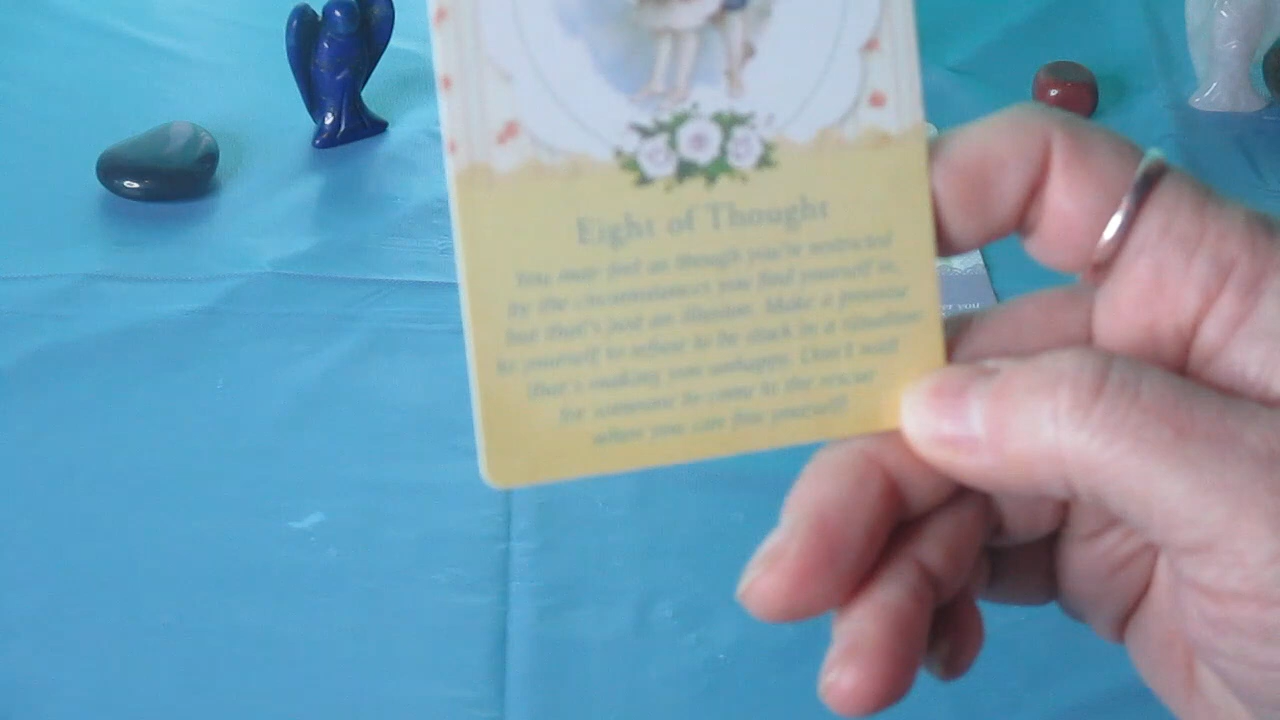 Eight of Thought
You may feel as though you're restricted
by the circumstances you find yourself in,
but that's just an illusion. Make a promise
to yourself to refuse to be stuck in a situation
that's making you unhappy. Don't wait
for someone to come to the rescue
when you can free yourself.
er you